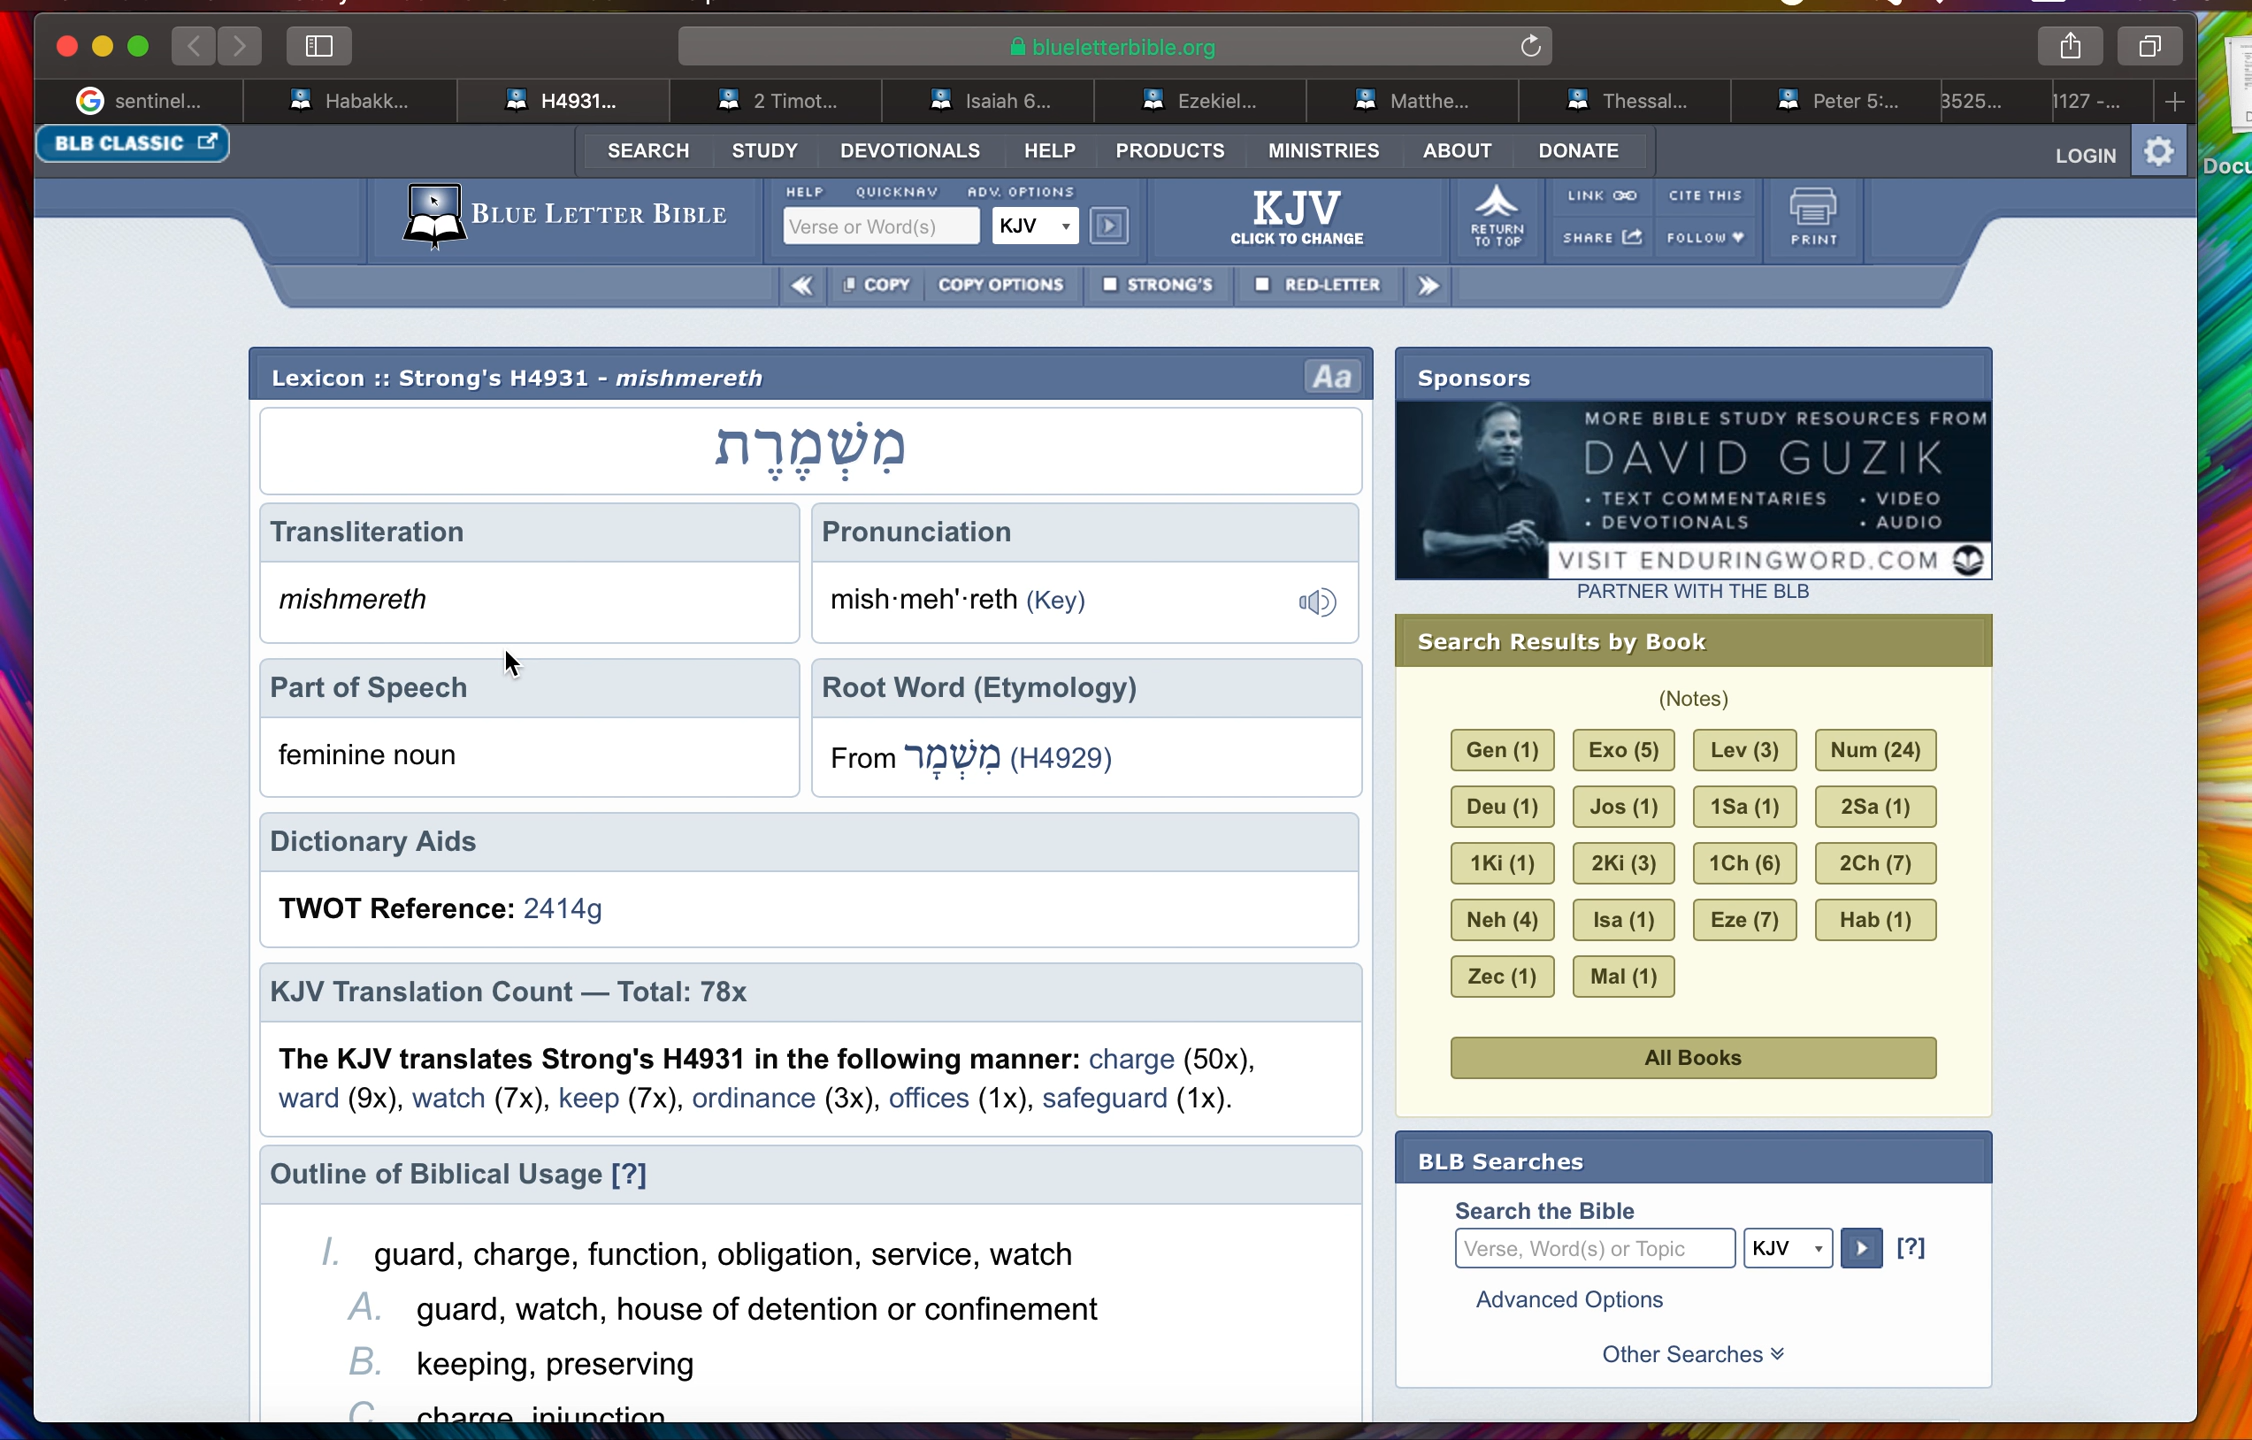 blueletterbible.org
sentinel...
Habakk...
H4931...
2 Timot...
Isaiah 6...
Ezekiel...
Matthe...
Thessal...
Peter 5:...
3525...
1127 -...
BLB CLASSIC
SEARCH STUDY DEVOTIONALS HELP PRODUCTS MINISTRIES ABOUT DONATE
LOGIN
Docu
BLUE LETTER BIBLE
HELP QUICKNAV ADV. OPTIONS
Verse or Word(s)
KJV
KJV
CLICK TO CHANGE
RETURN
TO TOP
LINK
CITE THIS
SHARE
FOLLOW
PRINT
COPY
COPY OPTIONS
STRONG'S
RED-LETTER
Lexicon :: Strong's H4931 - mishmereth
Aa
מִשְׁמֶרֶת
Transliteration
mishmereth
Pronunciation
mish·meh'·reth (Key)
Part of Speech
feminine noun
Root Word (Etymology)
From מִשְׁמָר (H4929)
Dictionary Aids
TWOT Reference: 2414g
KJV Translation Count — Total: 78x
The KJV translates Strong's H4931 in the following manner: charge (50x),
ward (9x), watch (7x), keep (7x), ordinance (3x), offices (1x), safeguard (1x).
Outline of Biblical Usage [?]
I. guard, charge, function, obligation, service, watch
A. guard, watch, house of detention or confinement
B. keeping, preserving
C. charge, injunction
Sponsors
MORE BIBLE STUDY RESOURCES FROM
DAVID GUZIK
• TEXT COMMENTARIES • VIDEO
• DEVOTIONALS • AUDIO
VISIT ENDURINGWORD.COM
PARTNER WITH THE BLB
Search Results by Book
(Notes)
Gen (1) Exo (5) Lev (3) Num (24)
Deu (1) Jos (1) 1Sa (1) 2Sa (1)
1Ki (1) 2Ki (3) 1Ch (6) 2Ch (7)
Neh (4) Isa (1) Eze (7) Hab (1)
Zec (1) Mal (1)
All Books
BLB Searches
Search the Bible
Verse, Word(s) or Topic
KJV
[?]
Advanced Options
Other Searches